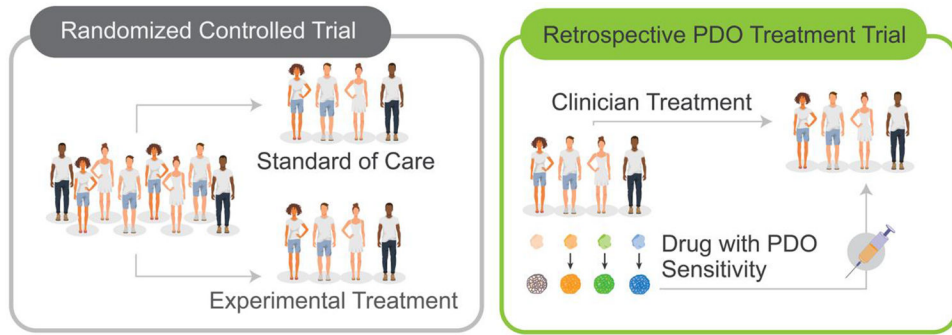 Randomized Controlled Trial
Standard of Care
Experimental Treatment
Retrospective PDO Treatment Trial
Clinician Treatment
Drug with PDO
Sensitivity